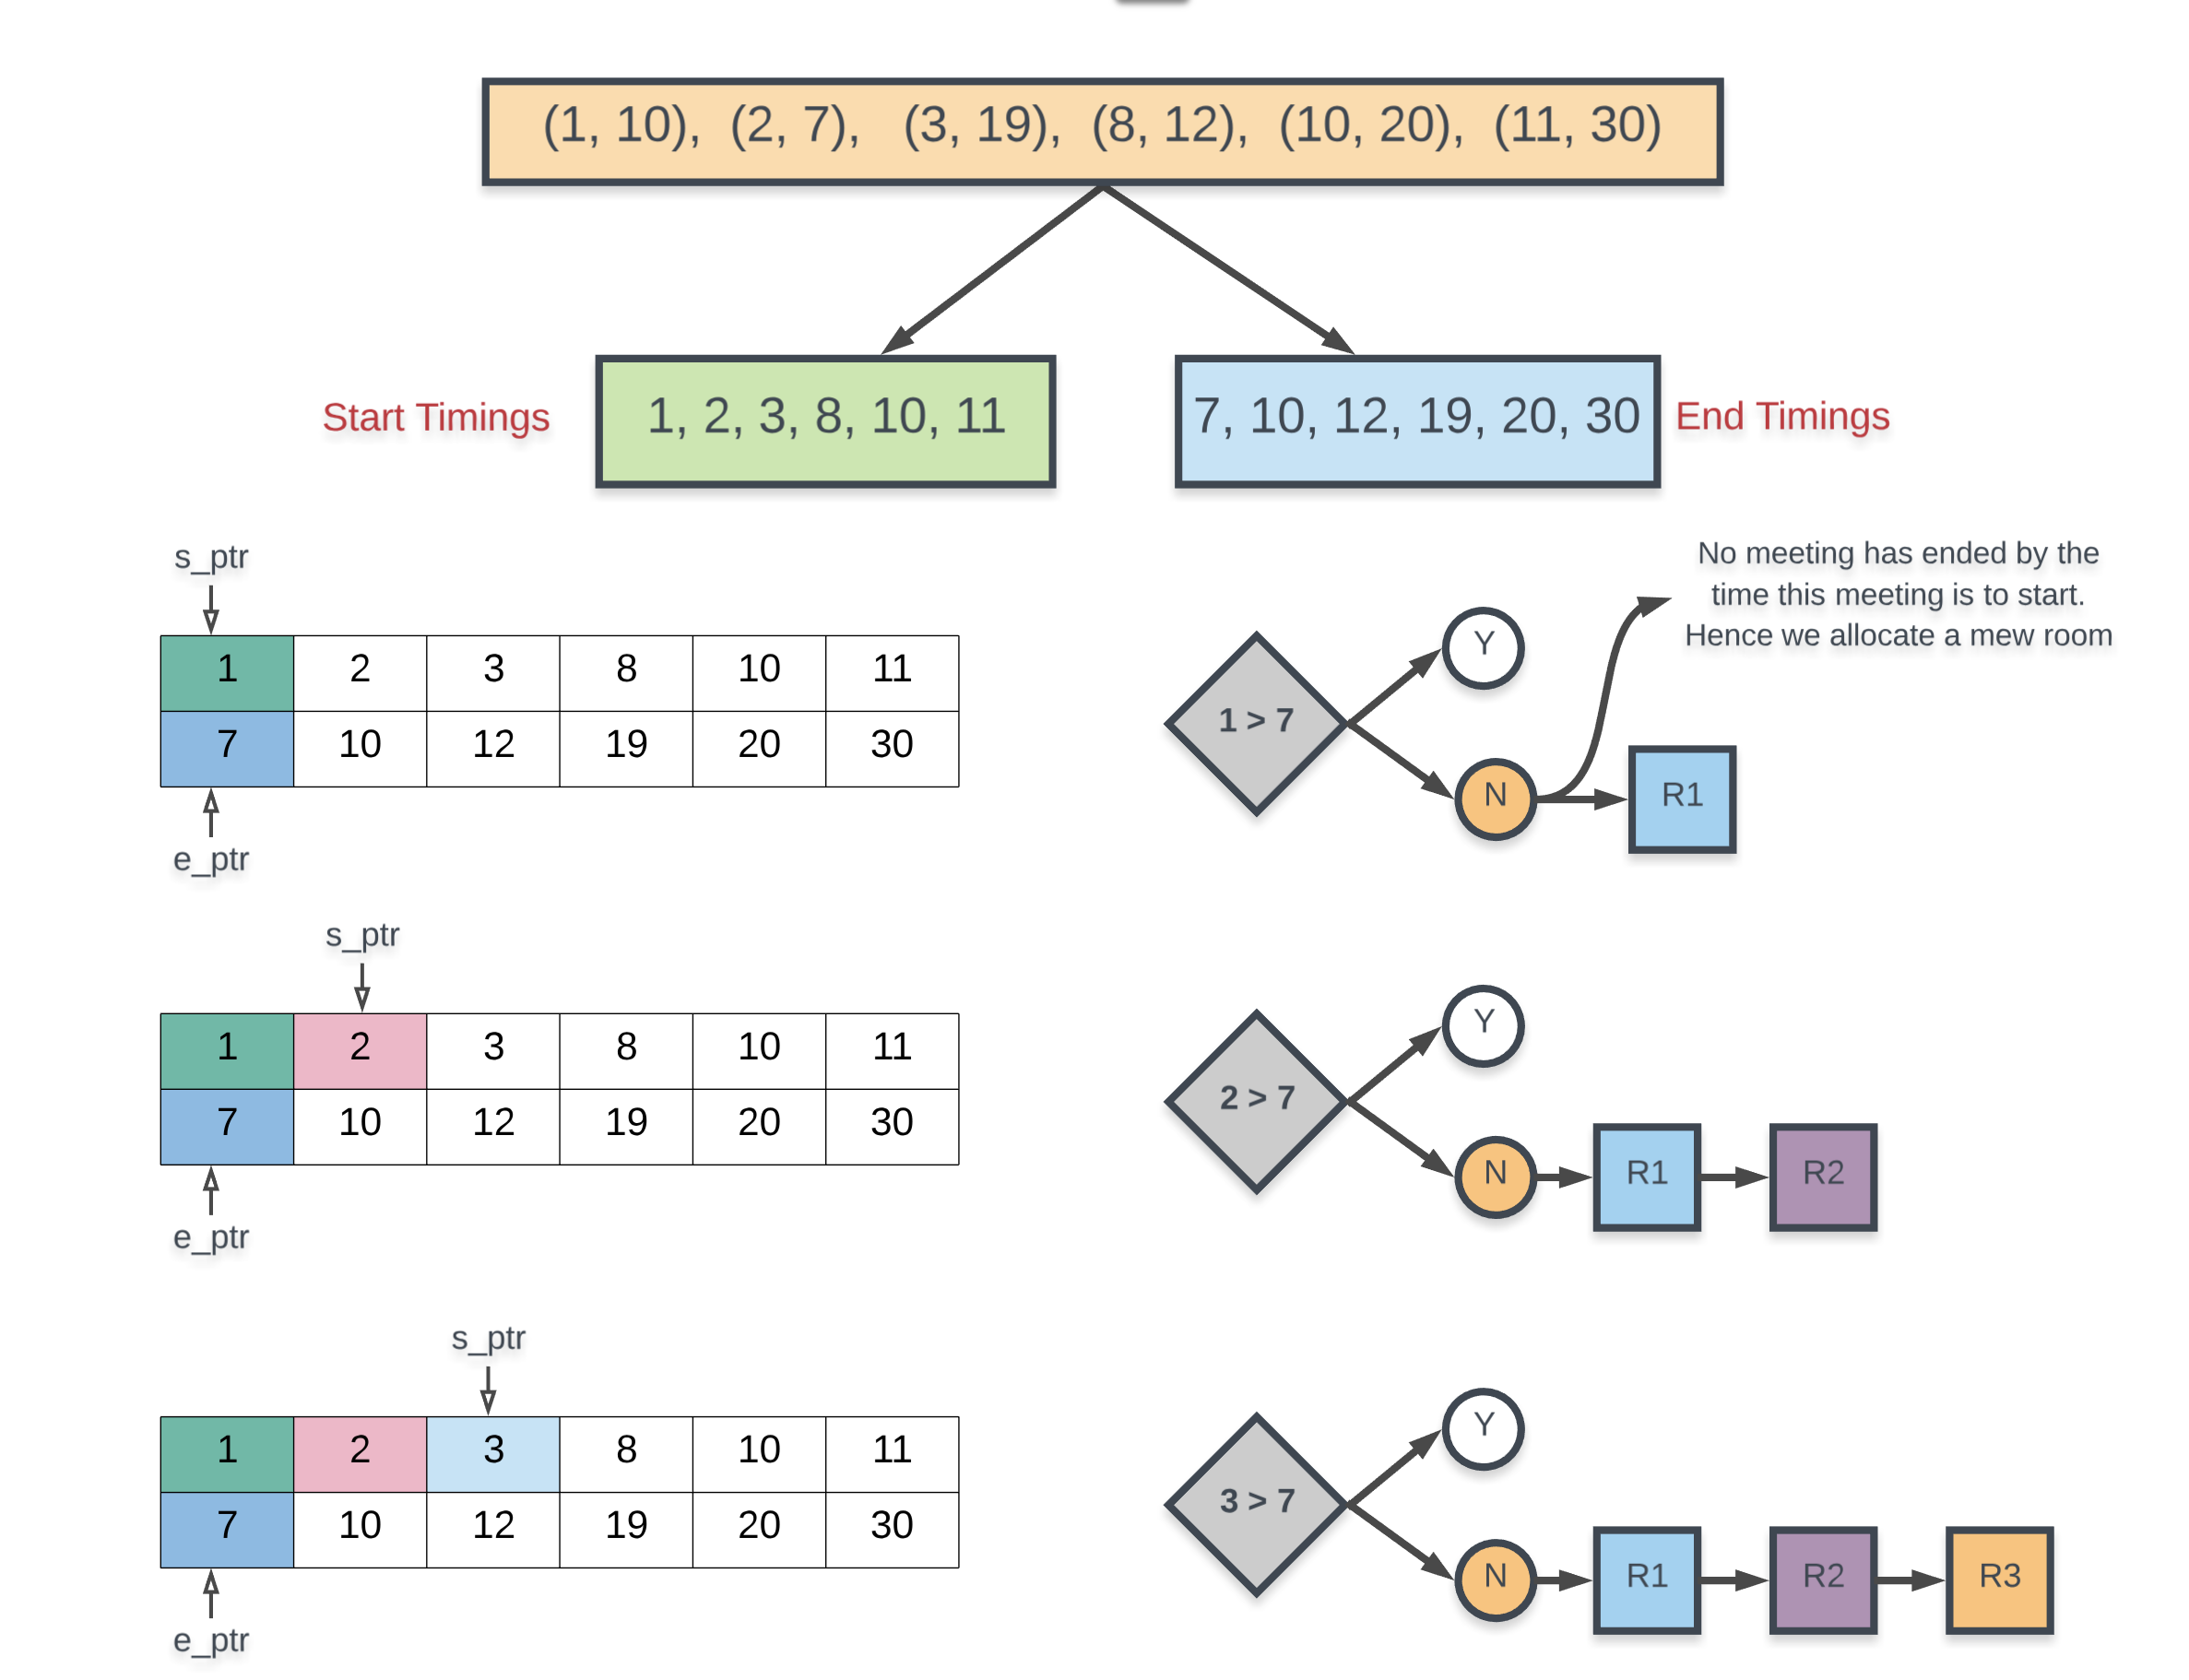 (1, 10), (2, 7), (3, 19), (8, 12), (10, 20), (11, 30)
Start Timings
1, 2, 3, 8, 10, 11
7, 10, 12, 19, 20, 30
End Timings
s_ptr
1 2 3 8 10 11
7 10 12 19 20 30
e_ptr
1 > 7
Y
N
R1
No meeting has ended by the
time this meeting is to start.
Hence we allocate a mew room
s_ptr
1 2 3 8 10 11
7 10 12 19 20 30
e_ptr
2 > 7
Y
N
R1
R2
s_ptr
1 2 3 8 10 11
7 10 12 19 20 30
e_ptr
3 > 7
Y
N
R1
R2
R3